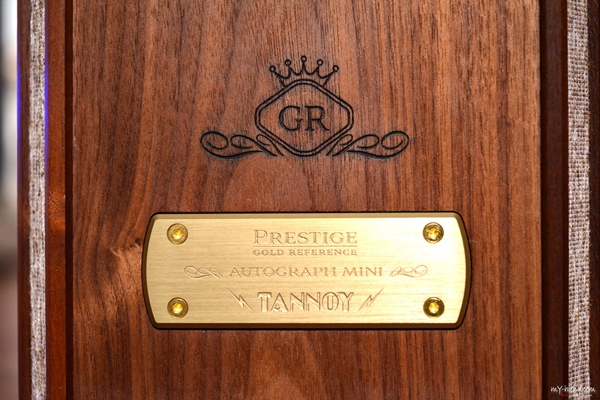 GR
PRESTIGE
GOLD REFERENCE
AUTOGRAPH MINI
TANNOY